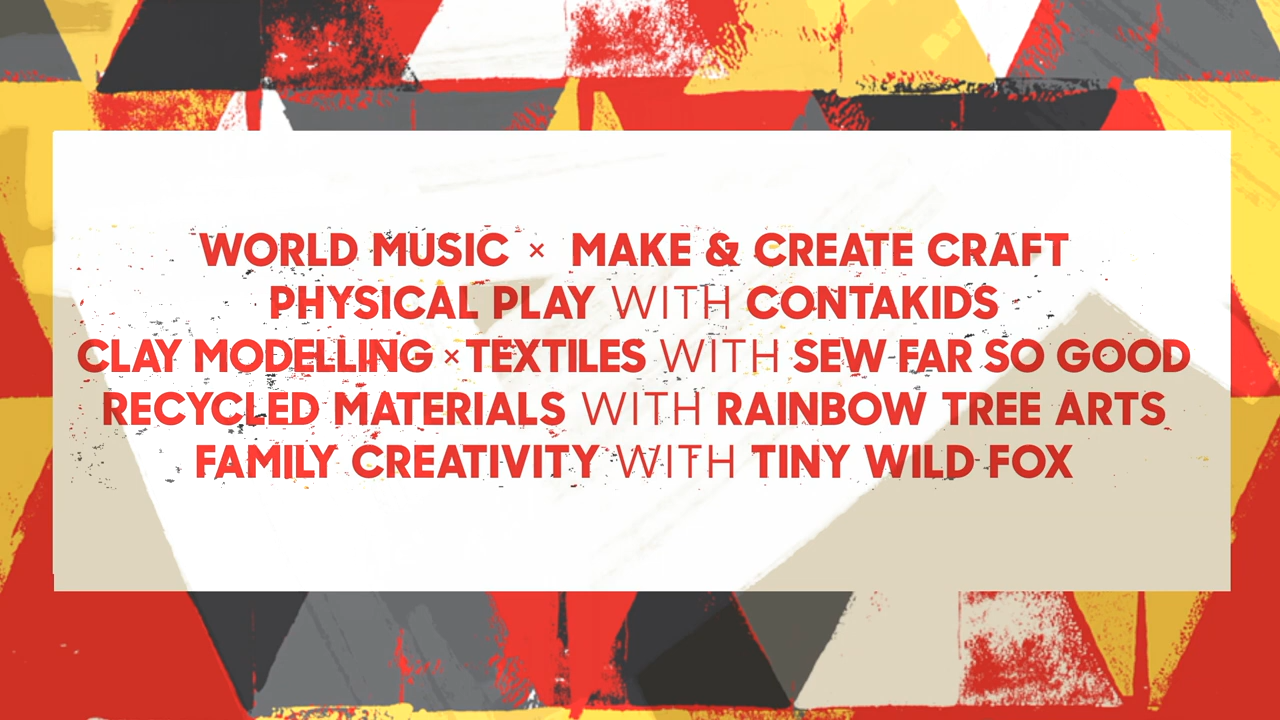 WORLD MUSIC × MAKE & CREATE CRAFT
PHYSICAL PLAY WITH CONTAKIDS
CLAY MODELLING × TEXTILES WITH SEW FAR SO GOOD
RECYCLED MATERIALS WITH RAINBOW TREE ARTS
FAMILY CREATIVITY WITH TINY WILD FOX